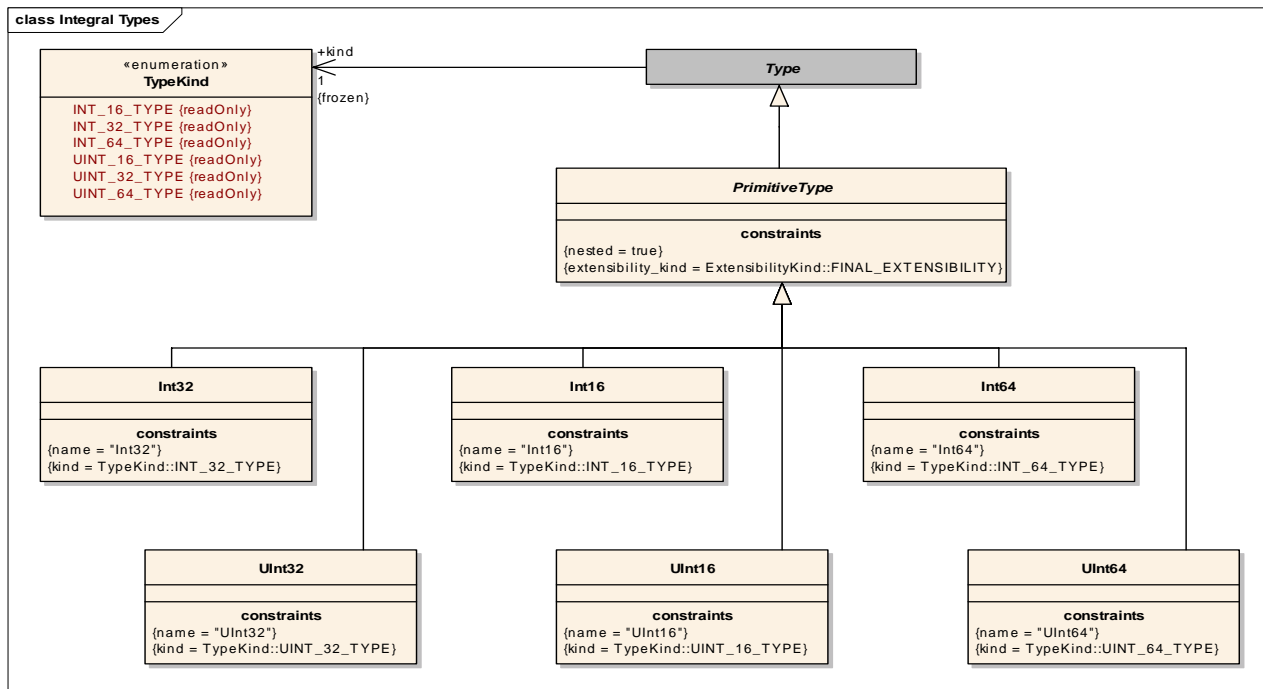 class Integral Types
«enumeration»
TypeKind
INT_16_TYPE {readOnly}
INT_32_TYPE {readOnly}
INT_64_TYPE {readOnly}
UINT_16_TYPE {readOnly}
UINT_32_TYPE {readOnly}
UINT_64_TYPE {readOnly}
+kind
1
{frozen}
Type
PrimitiveType
constraints
{nested = true}
{extensibility_kind = ExtensibilityKind::FINAL_EXTENSIBILITY}
Int32
constraints
{name = "Int32"}
{kind = TypeKind::INT_32_TYPE}
Int16
constraints
{name = "Int16"}
{kind = TypeKind::INT_16_TYPE}
Int64
constraints
{name = "Int64"}
{kind = TypeKind::INT_64_TYPE}
UInt32
constraints
{name = "UInt32"}
{kind = TypeKind::UINT_32_TYPE}
UInt16
constraints
{name = "UInt16"}
{kind = TypeKind::UINT_16_TYPE}
UInt64
constraints
{name = "UInt64"}
{kind = TypeKind::UINT_64_TYPE}